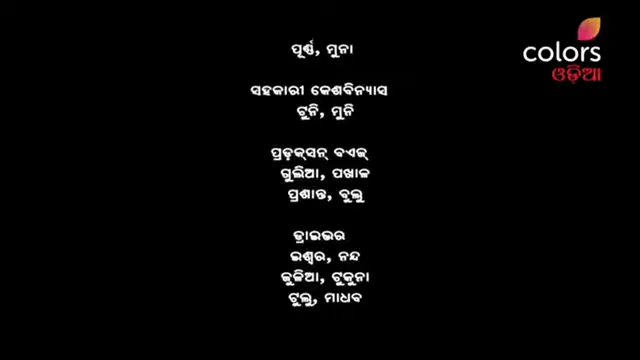 ପୂର୍ଣ୍ଣ, ମୁନା
colors
ଓଡ଼ିଆ
ସହକାରୀ କେଶବିନ୍ୟାସ
ଟୁନି, ମୁନି
ପ୍ରଡ଼କ୍‌ସନ୍ ବଏଜ୍
ଗୁଲିଆ, ପଖାଳ
ପ୍ରଶାନ୍ତ, ବୁଲୁ
ଡ୍ରାଇଭର
ଇଶ୍ୱର, ନନ୍ଦ
ଜୁଲିଆ, ଟୁକୁନା
ଟୁଲୁ, ମାଧବ